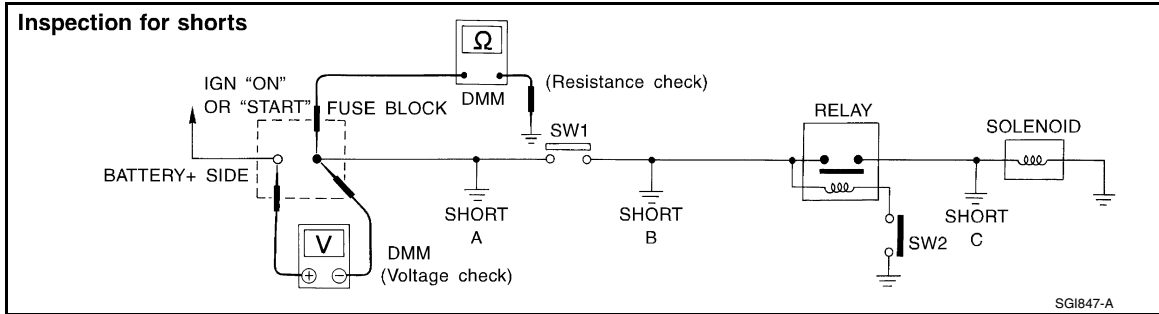 Inspection for shorts
Ω
IGN "ON"
OR "START"
FUSE BLOCK
DMM
(Resistance check)
SW1
RELAY
SOLENOID
BATTERY+ SIDE
SHORT
A
SHORT
B
SHORT
C
SW2
V
+ −
DMM
(Voltage check)
SGI847-A